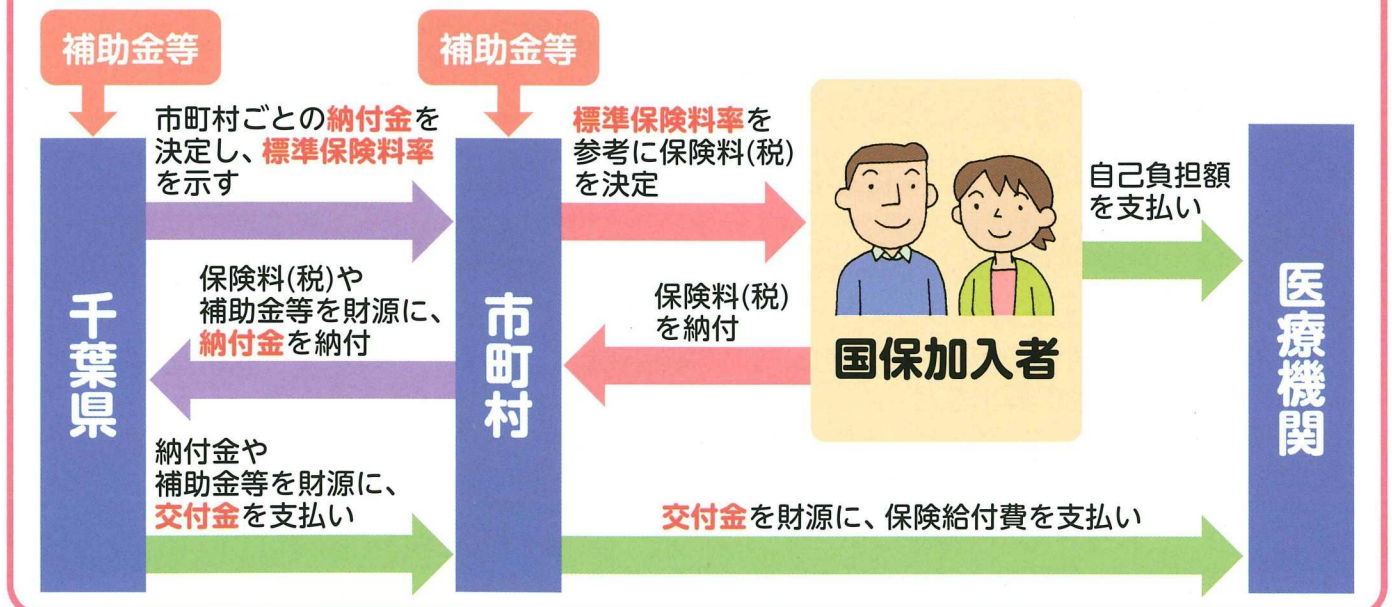 補助金等
補助金等
市町村ごとの納付金を
決定し、標準保険料率
を示す
標準保険料率を
参考に保険料(税)
を決定
自己負担額
を支払い
保険料(税)や
補助金等を財源に、
納付金を納付
保険料(税)
を納付
千葉県
市町村
国保加入者
医療機関
納付金や
補助金等を財源に、
交付金を支払い
交付金を財源に、保険給付費を支払い